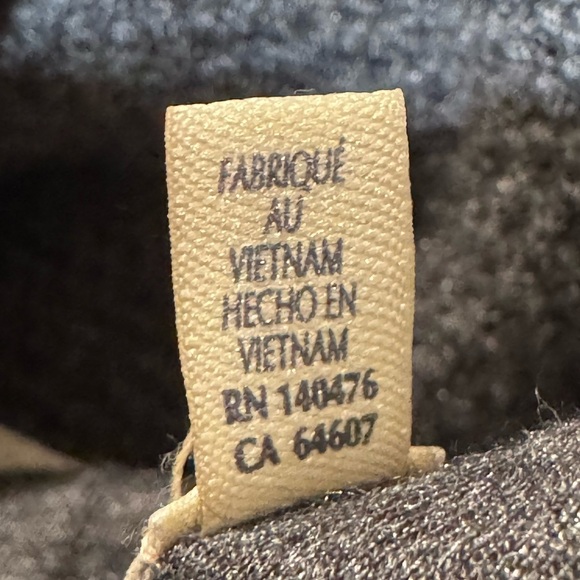 FABRIQUÉ
AU
VIETNAM
HECHO EN
VIETNAM
RN 140476
CA 64607